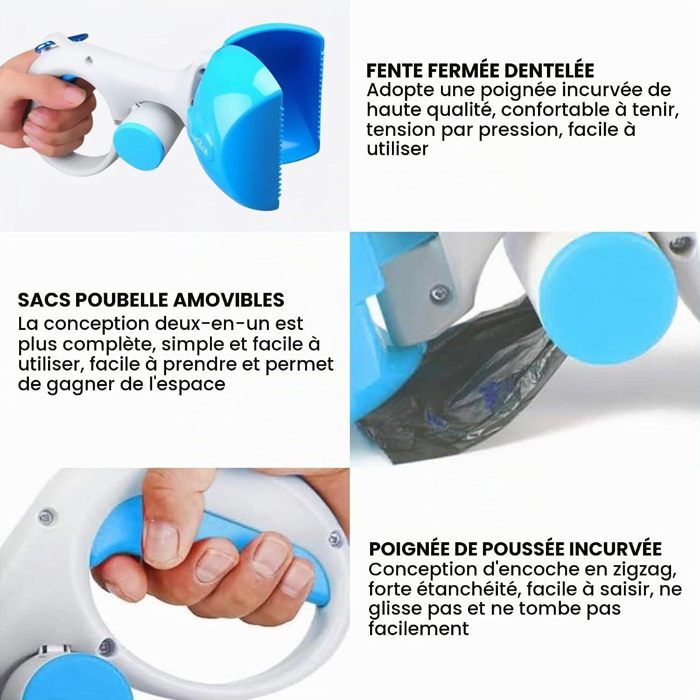 FENTE FERMÉE DENTELÉE
Adopte une poignée incurvée de
haute qualité, confortable à tenir,
tension par pression, facile à
utiliser
SACS POUBELLE AMOVIBLES
La conception deux-en-un est
plus complète, simple et facile à
utiliser, facile à prendre et permet
de gagner de l'espace
POIGNÉE DE POUSSÉE INCURVÉE
Conception d'encoche en zigzag,
forte étanchéité, facile à saisir, ne
glisse pas et ne tombe pas
facilement